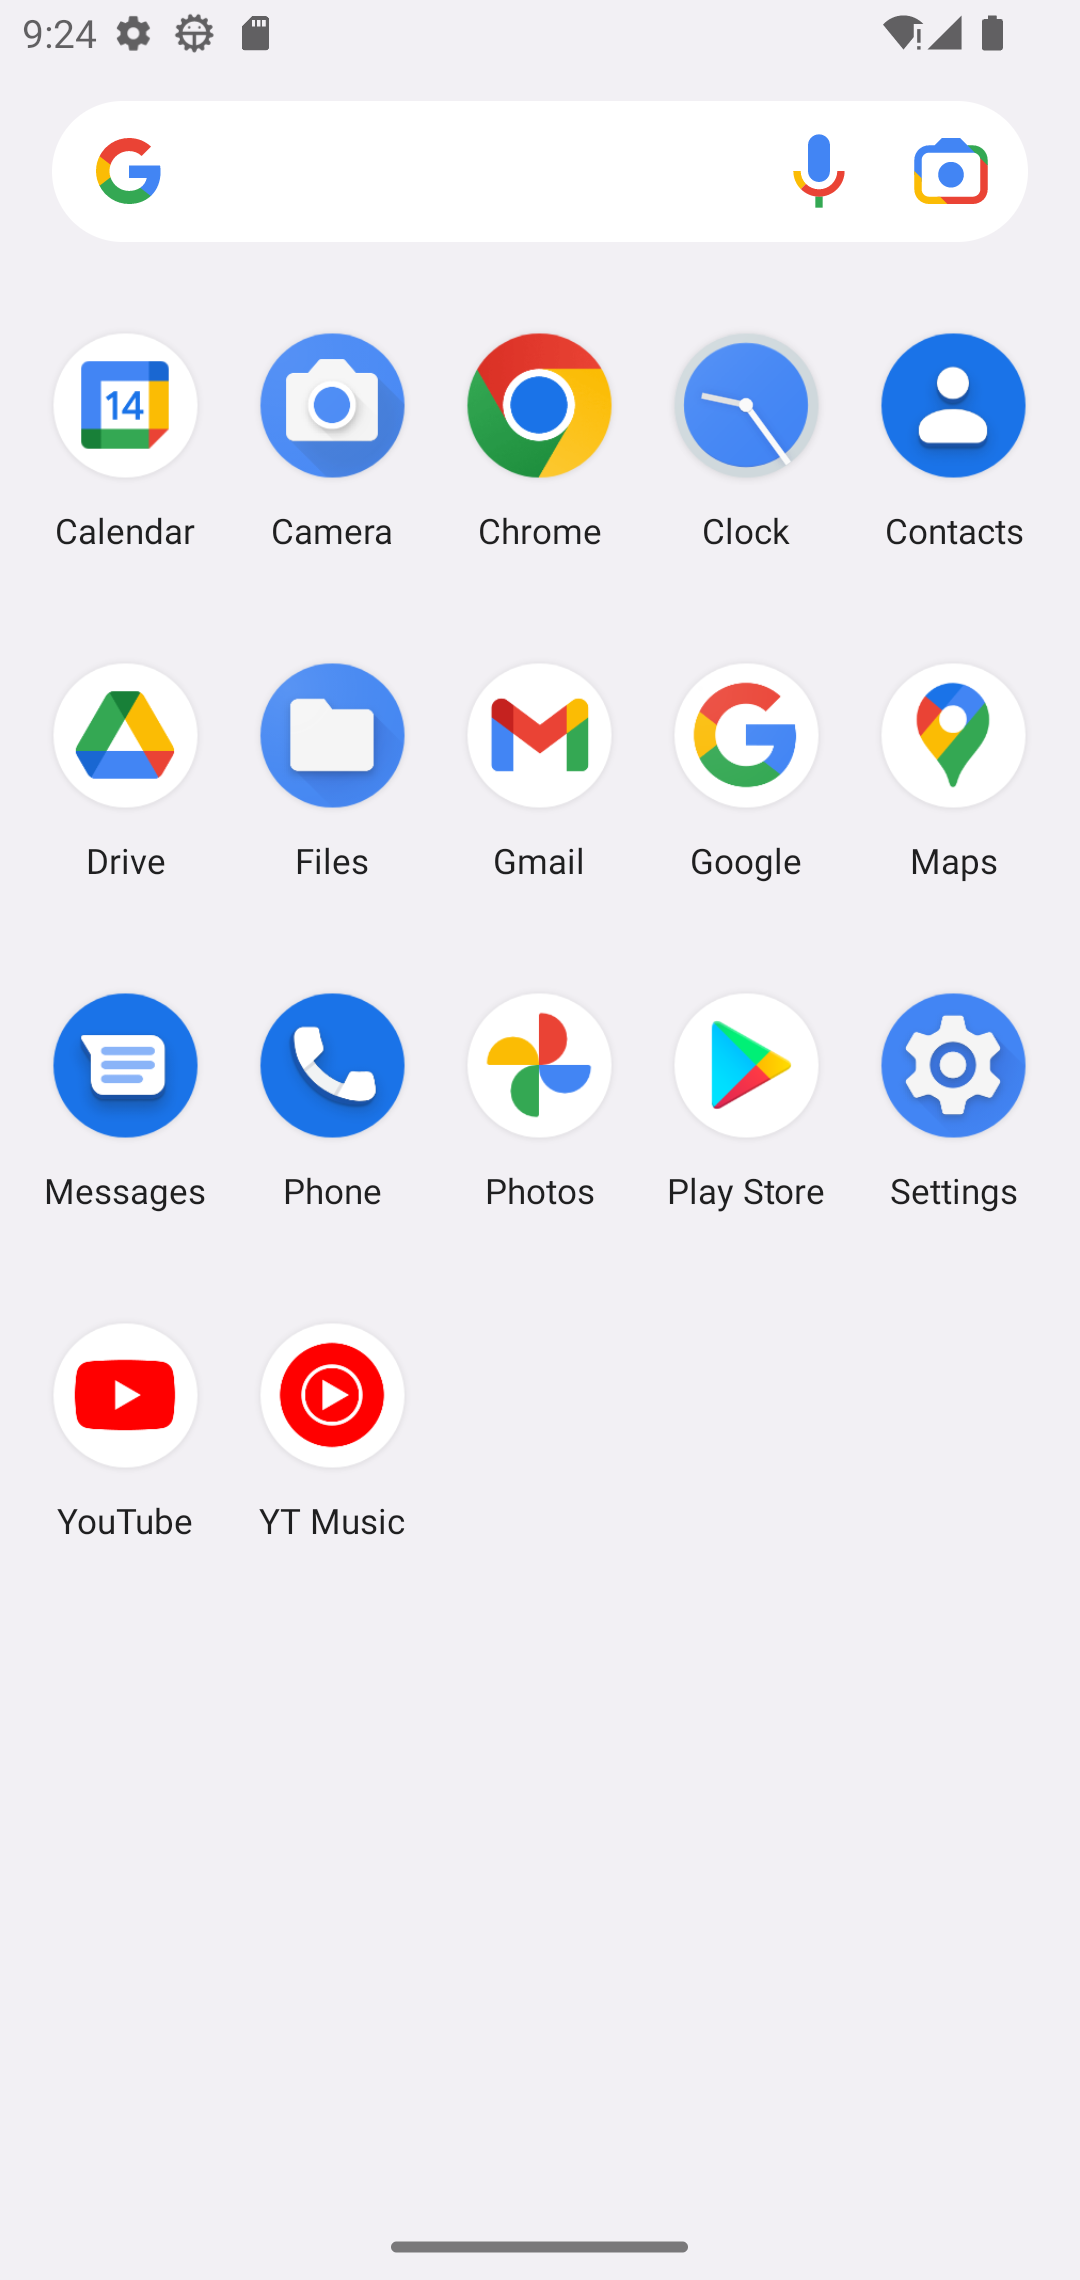 9:24
14
Calendar Camera Chrome Clock Contacts
Drive Files Gmail Google Maps
Messages Phone Photos Play Store Settings
YouTube YT Music